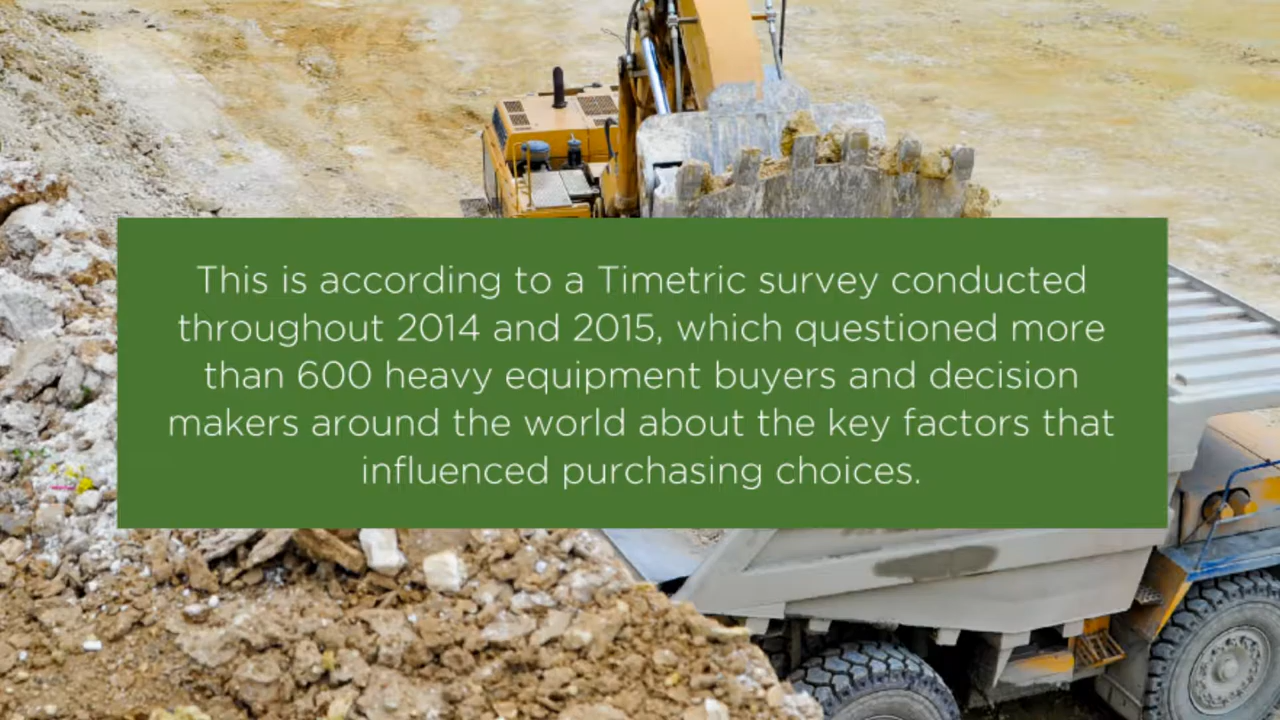 This is according to a Timetric survey conducted
throughout 2014 and 2015, which questioned more
than 600 heavy equipment buyers and decision
makers around the world about the key factors that
influenced purchasing choices.